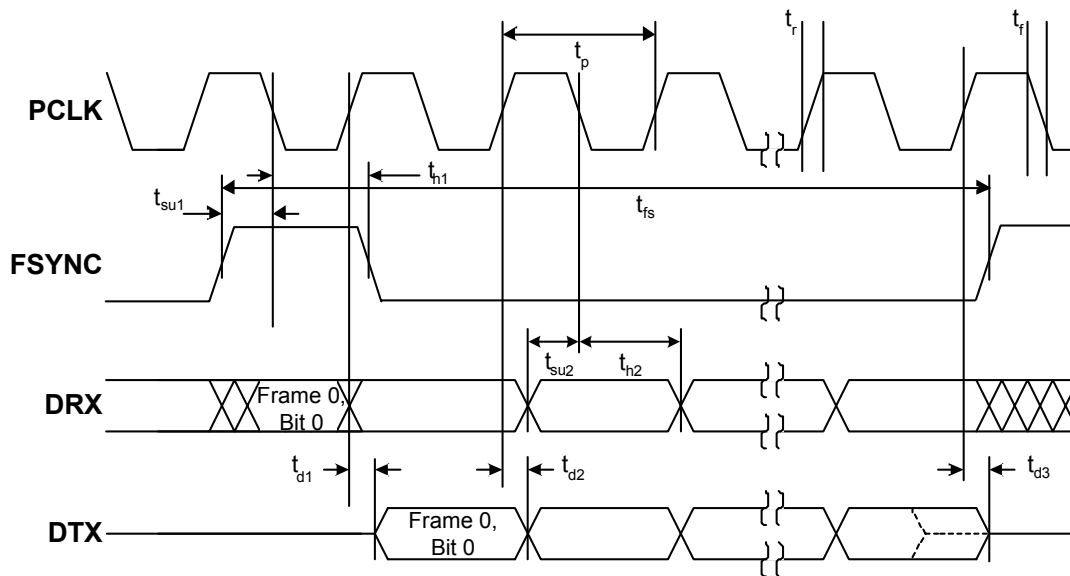 t_r
t_f
t_p
PCLK
t_h1
t_su1
t_fs
FSYNC
t_su2
t_h2
DRX
Frame 0,
Bit 0
t_d1
t_d2
t_d3
DTX
Frame 0,
Bit 0